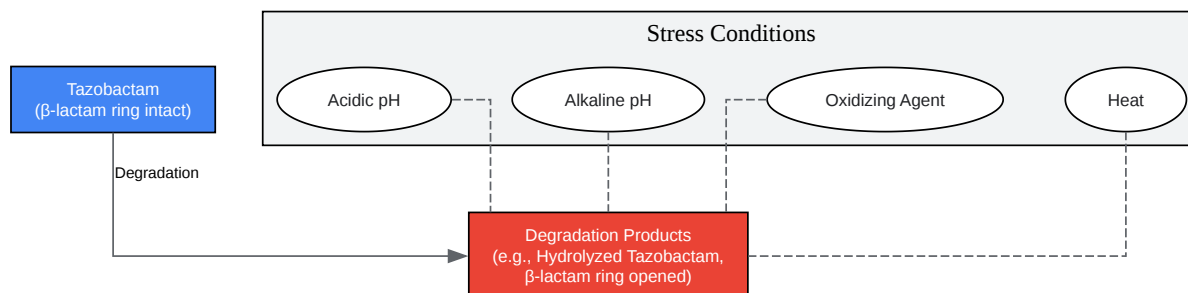 Stress Conditions
Tazobactam
(β-lactam ring intact)
Acidic pH
Alkaline pH
Oxidizing Agent
Heat
Degradation
Degradation Products
(e.g., Hydrolyzed Tazobactam,
β-lactam ring opened)